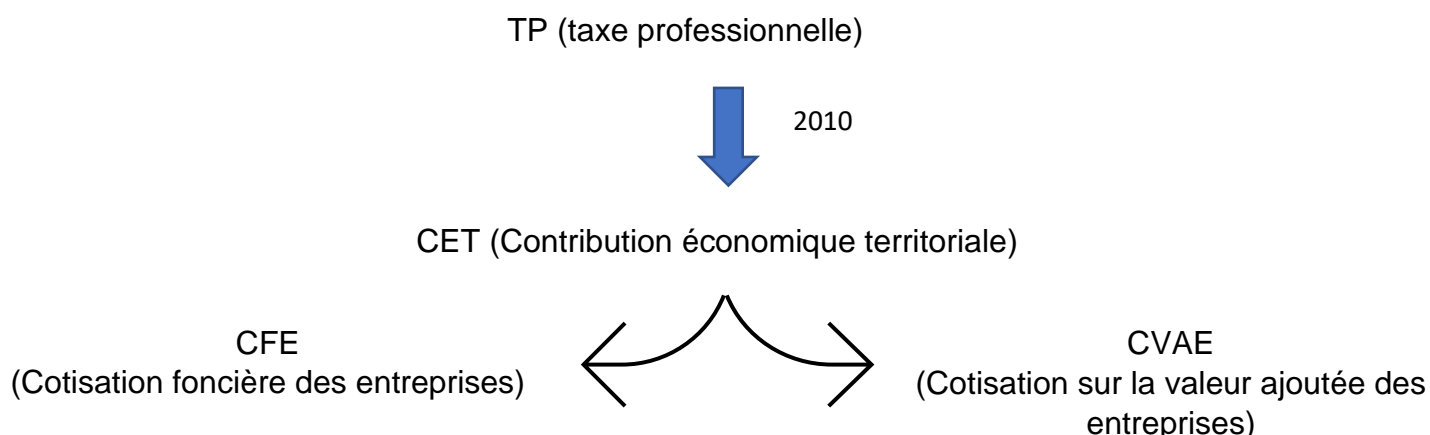 TP (taxe professionnelle)
2010
CET (Contribution économique territoriale)
CFE
(Cotisation foncière des entreprises)
CVAE
(Cotisation sur la valeur ajoutée des
entreprises)